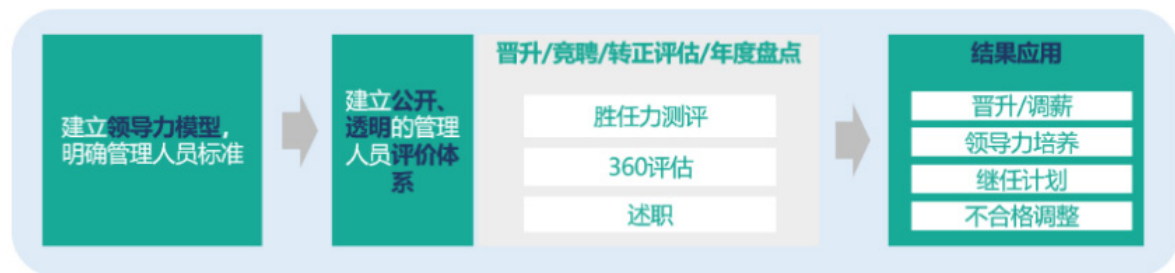 建立领导力模型，
明确管理人员标准
建立公开、
透明的管理
人员评价体
系
晋升/竞聘/转正评估/年度盘点
胜任力测评
360评估
述职
结果应用
晋升/调薪
领导力培养
继任计划
不合格调整